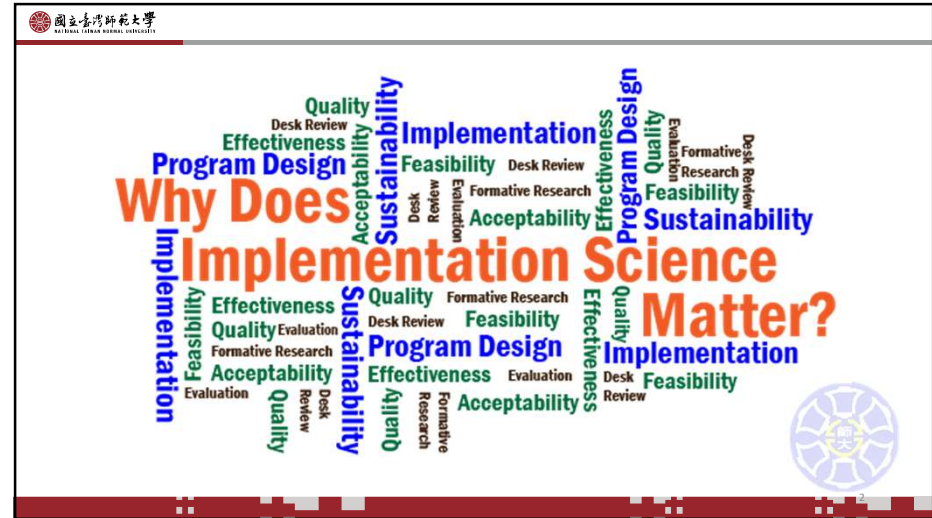 國立臺灣師範大學
NATIONAL TAIWAN NORMAL UNIVERSITY
Quality
Desk Review
Effectiveness
Program Design
Acceptability
Sustainability
Implementation
Feasibility Desk Review
Desk
Review
Evaluation
Formative Research
Acceptability
Effectiveness
Program Design
Quality
Evaluation
Formative
Research
Desk Review
Feasibility
Sustainability
Why Does
Implementation Science
Matter?
Implementation
Feasibility
Effectiveness
Quality Evaluation
Formative Research
Acceptability
Evaluation
Quality
Desk
Review
Sustainability
Quality Formative Research
Desk Review Feasibility
Program Design
Effectiveness Evaluation
Quality
Formative
Research
Acceptability
Effectiveness
Quality
Implementation
Desk
Review
Feasibility
師大
2